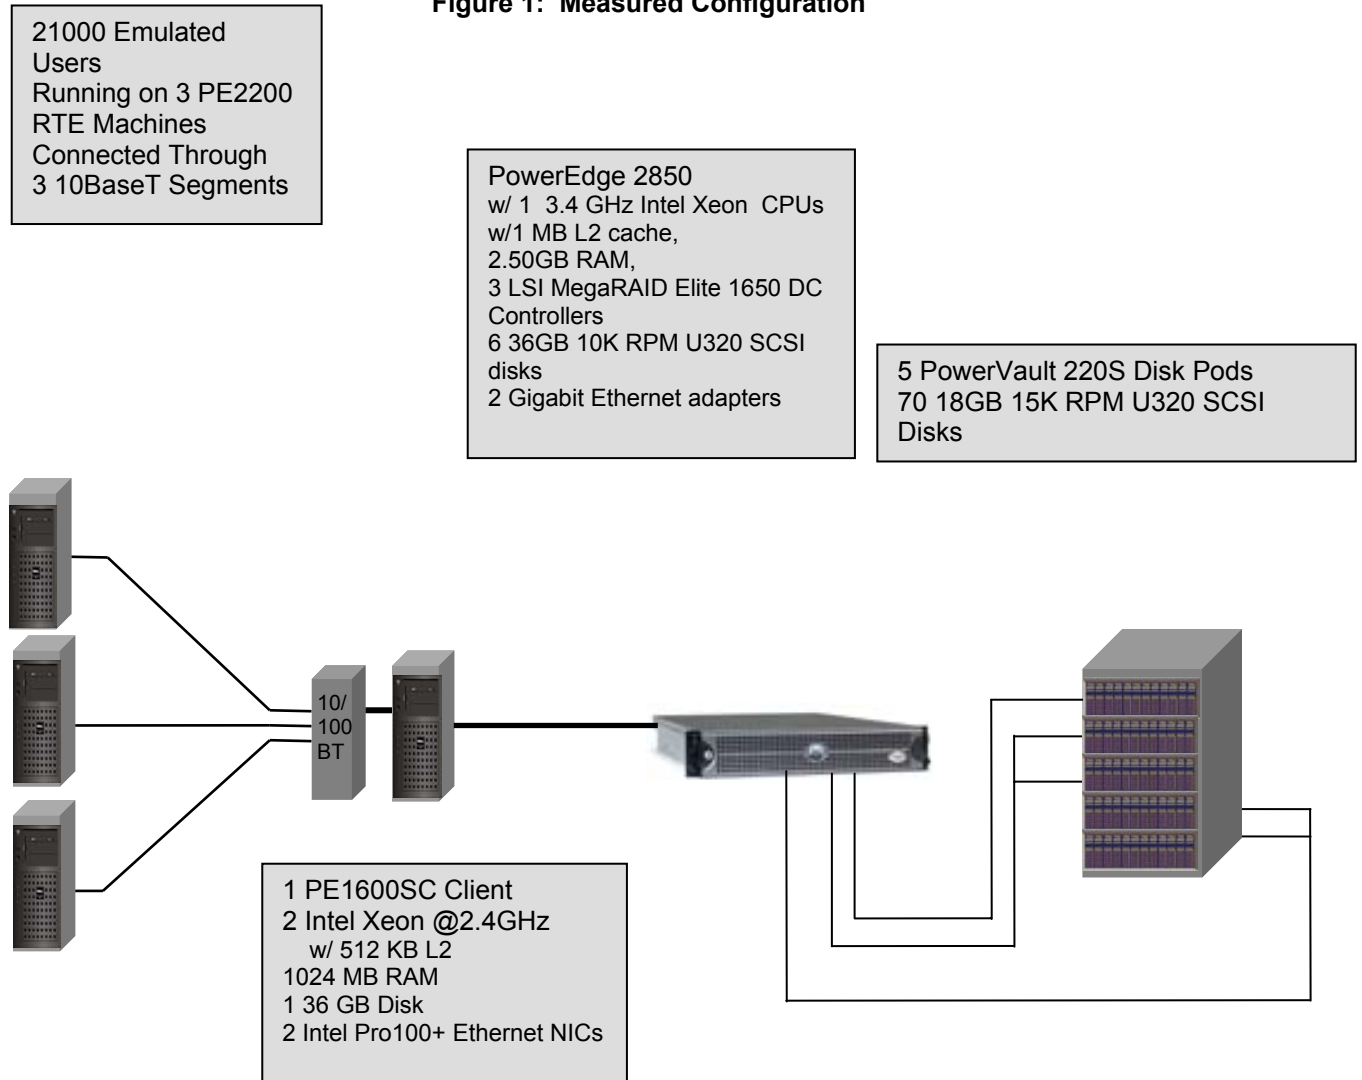 Figure 1: Measured Configuration
21000 Emulated
Users
Running on 3 PE2200
RTE Machines
Connected Through
3 10BaseT Segments
PowerEdge 2850
w/ 1 3.4 GHz Intel Xeon CPUs
w/1 MB L2 cache,
2.50GB RAM,
3 LSI MegaRAID Elite 1650 DC
Controllers
6 36GB 10K RPM U320 SCSI
disks
2 Gigabit Ethernet adapters
5 PowerVault 220S Disk Pods
70 18GB 15K RPM U320 SCSI
Disks
10/
100
BT
1 PE1600SC Client
2 Intel Xeon @2.4GHz
w/ 512 KB L2
1024 MB RAM
1 36 GB Disk
2 Intel Pro100+ Ethernet NICs